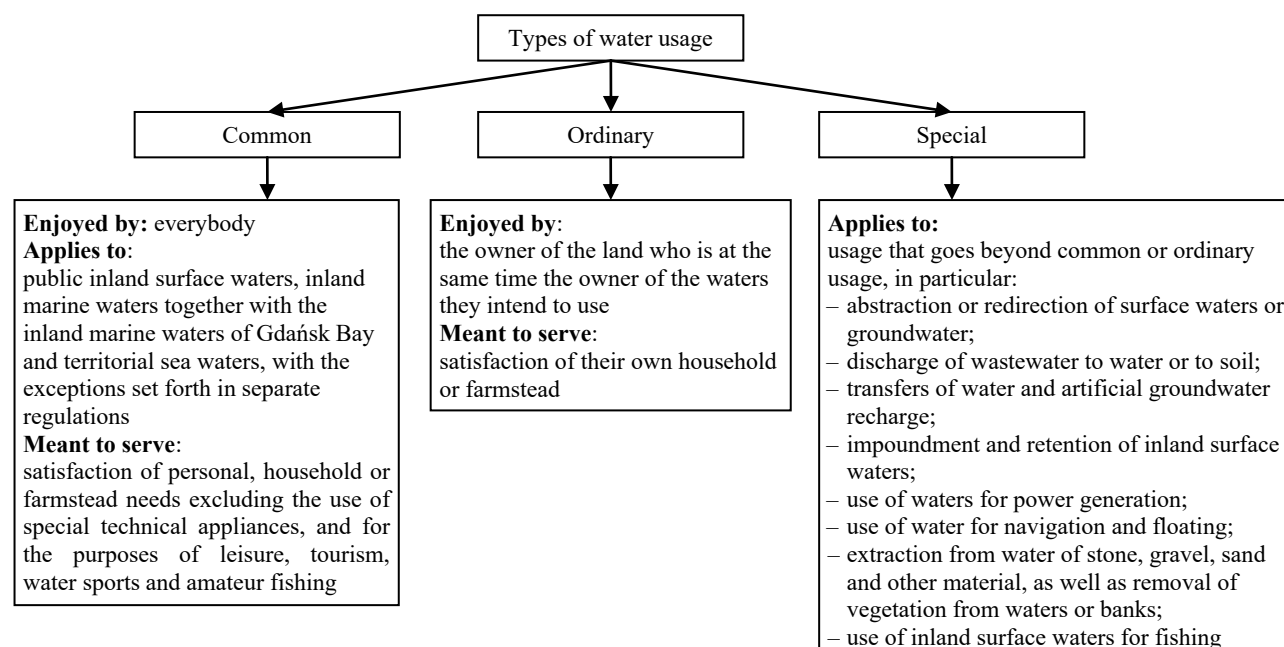 Types of water usage
Common
Ordinary
Special
Enjoyed by: everybody
Applies to:
public inland surface waters, inland
marine waters together with the
inland marine waters of Gdańsk Bay
and territorial sea waters, with the
exceptions set forth in separate
regulations
Meant to serve:
satisfaction of personal, household or
farmstead needs excluding the use of
special technical appliances, and for
the purposes of leisure, tourism,
water sports and amateur fishing
Enjoyed by:
the owner of the land who is at the
same time the owner of the waters
they intend to use
Meant to serve:
satisfaction of their own household
or farmstead
Applies to:
usage that goes beyond common or ordinary
usage, in particular:
– abstraction or redirection of surface waters or
groundwater;
– discharge of wastewater to water or to soil;
– transfers of water and artificial groundwater
recharge;
– impoundment and retention of inland surface
waters;
– use of waters for power generation;
– use of water for navigation and floating;
– extraction from water of stone, gravel, sand
and other material, as well as removal of
vegetation from waters or banks;
– use of inland surface waters for fishing